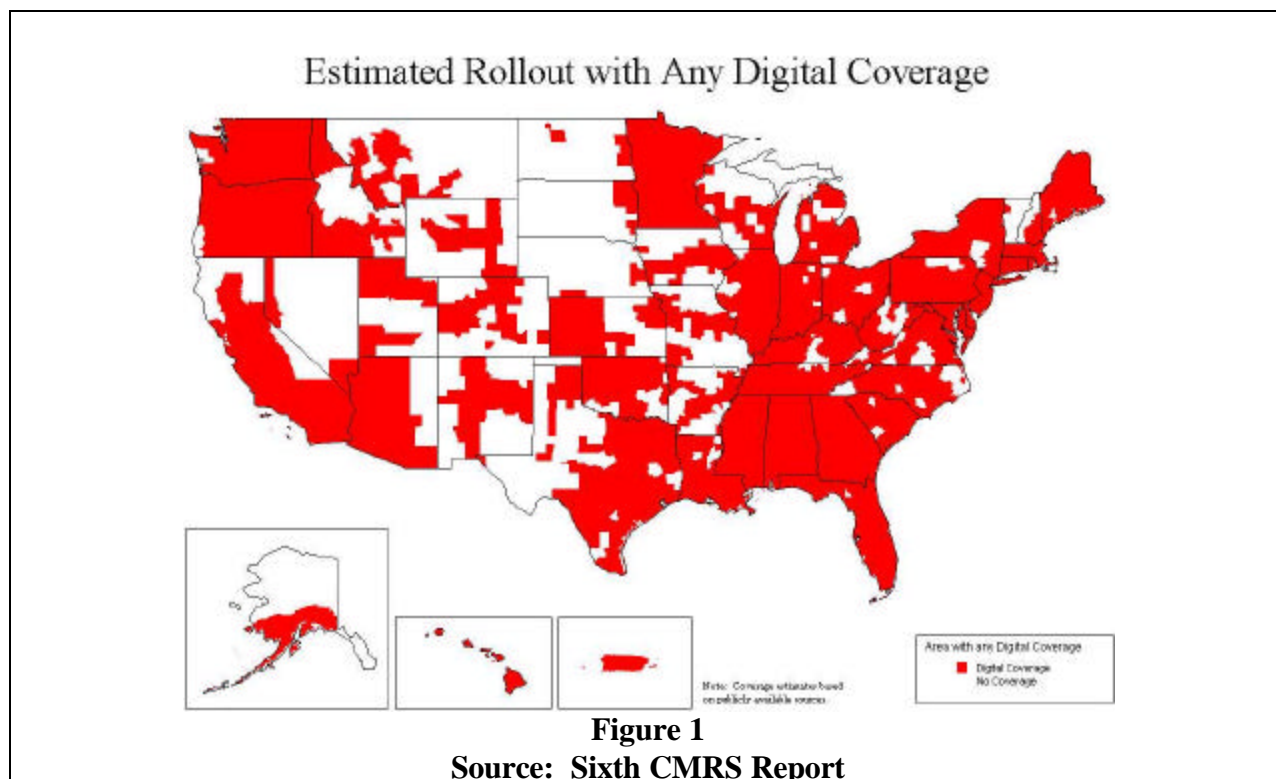 Estimated Rollout with Any Digital Coverage
Area with any Digital Coverage
Digital Coverage
No Coverage
Note: Coverage estimates based
on publicly available sources.
Figure 1
Source: Sixth CMRS Report